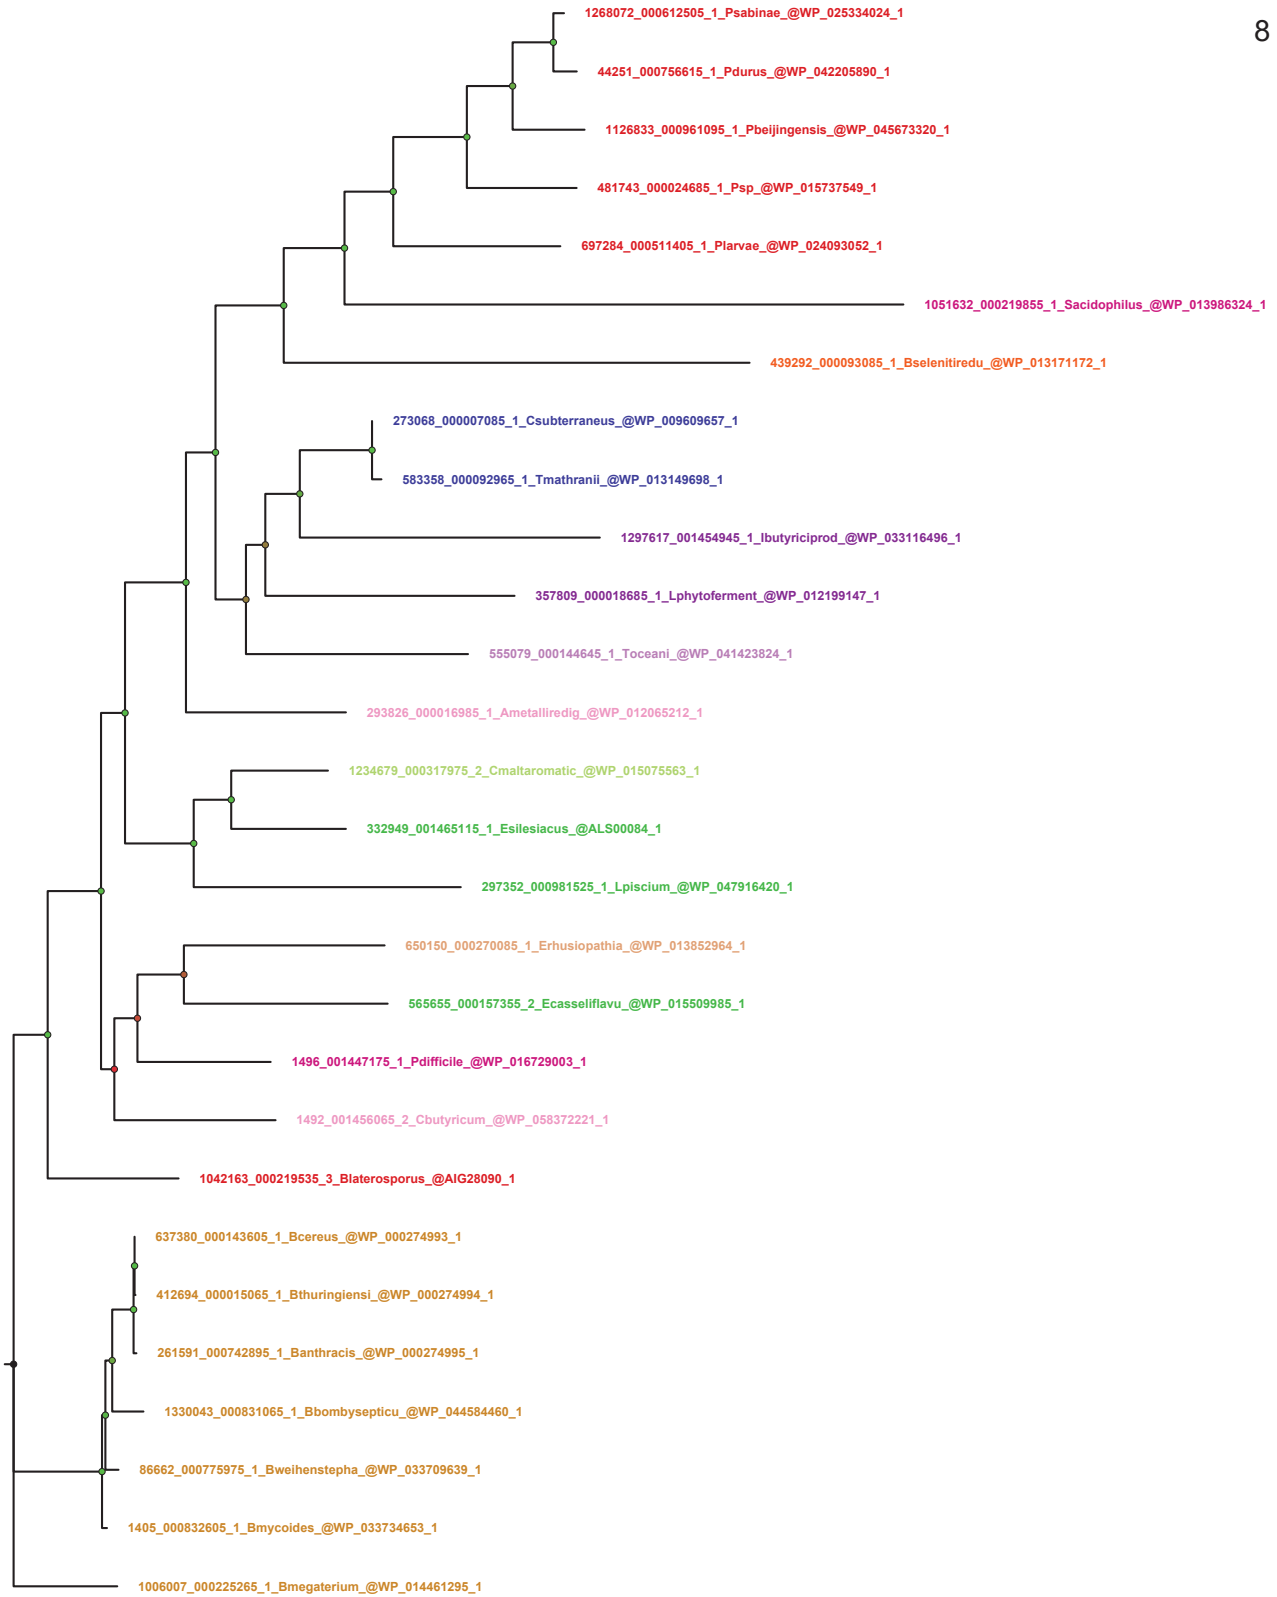 1268072_000612505_1_Psabinae_@WP_025334024_1
8
44251_000756615_1_Pdurus_@WP_042205890_1
1126833_000961095_1_Pbeijingensis_@WP_045673320_1
481743_000024685_1_Psp_@WP_015737549_1
697284_000511405_1_Plarvae_@WP_024093052_1
1051632_000219855_1_Sacidophilus_@WP_013986324_1
439292_000093085_1_Bselenitiredu_@WP_013171172_1
273068_000007085_1_Csubterraneus_@WP_009609657_1
583358_000092965_1_Tmathranii_@WP_013149698_1
1297617_001454945_1_Ibutyriciprod_@WP_033116496_1
357809_000018685_1_Lphytoferment_@WP_012199147_1
555079_000144645_1_Toceani_@WP_041423824_1
293826_000016985_1_Ametalliredig_@WP_012065212_1
1234679_000317975_2_Cmaltaromatic_@WP_015075563_1
332949_001465115_1_Esilesiacus_@ALS00084_1
297352_000981525_1_Lpiscium_@WP_047916420_1
650150_000270085_1_Erhusiopathia_@WP_013852964_1
565655_000157355_2_Ecasseliflavu_@WP_015509985_1
1496_001447175_1_Pdifficile_@WP_016729003_1
1492_001456065_2_Cbutyricum_@WP_058372221_1
1042163_000219535_3_Blaterosporus_@AIG28090_1
637380_000143605_1_Bcereus_@WP_000274993_1
412694_000015065_1_Bthuringiensi_@WP_000274994_1
261591_000742895_1_Banthracis_@WP_000274995_1
1330043_000831065_1_Bbombysepticu_@WP_044584460_1
86662_000775975_1_Bweihenstepha_@WP_033709639_1
1405_000832605_1_Bmycoides_@WP_033734653_1
1006007_000225265_1_Bmegaterium_@WP_014461295_1